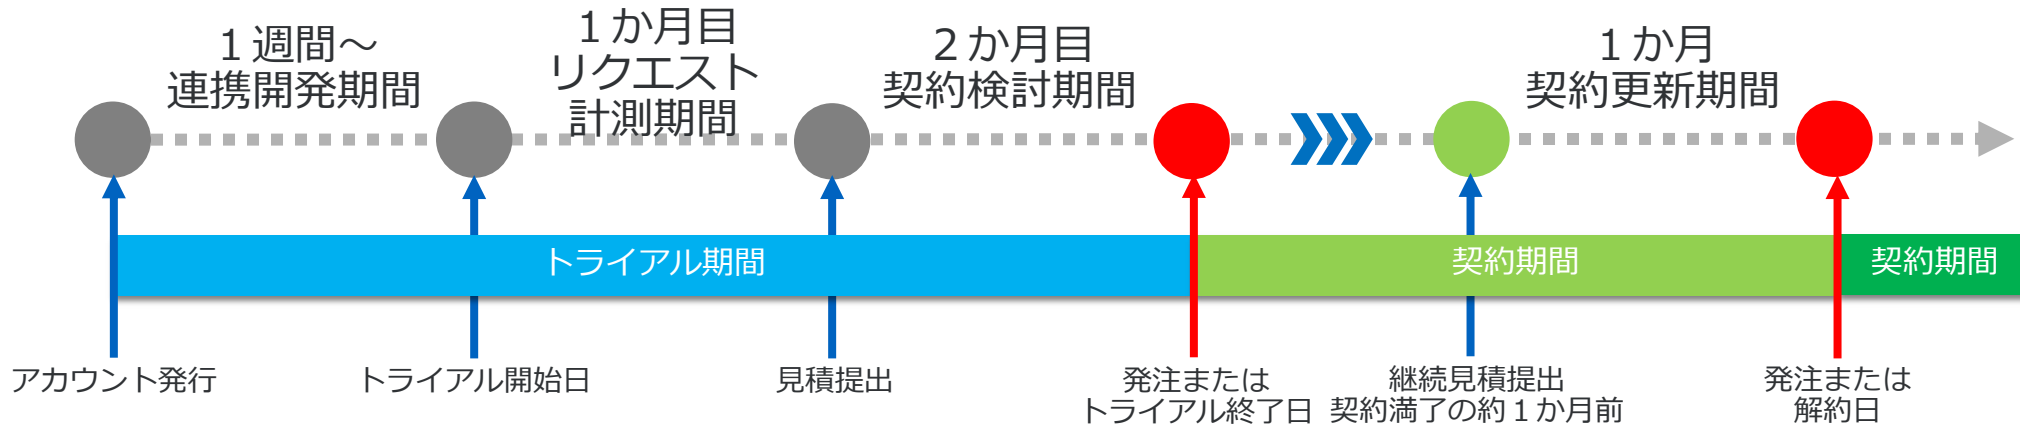 １週間～
連携開発期間
１か月目
リクエスト
計測期間
２か月目
契約検討期間
１か月
契約更新期間
トライアル期間
契約期間
契約期間
アカウント発行
トライアル開始日
見積提出
発注または
トライアル終了日
継続見積提出
契約満了の約１か月前
発注または
解約日